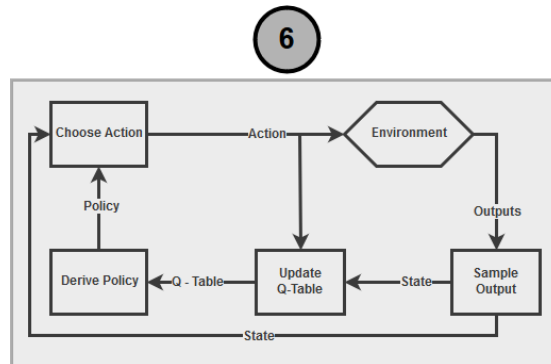 6
Choose Action
Action
Environment
Policy
Outputs
Derive Policy
Q - Table
Update
Q-Table
State
Sample
Output
State